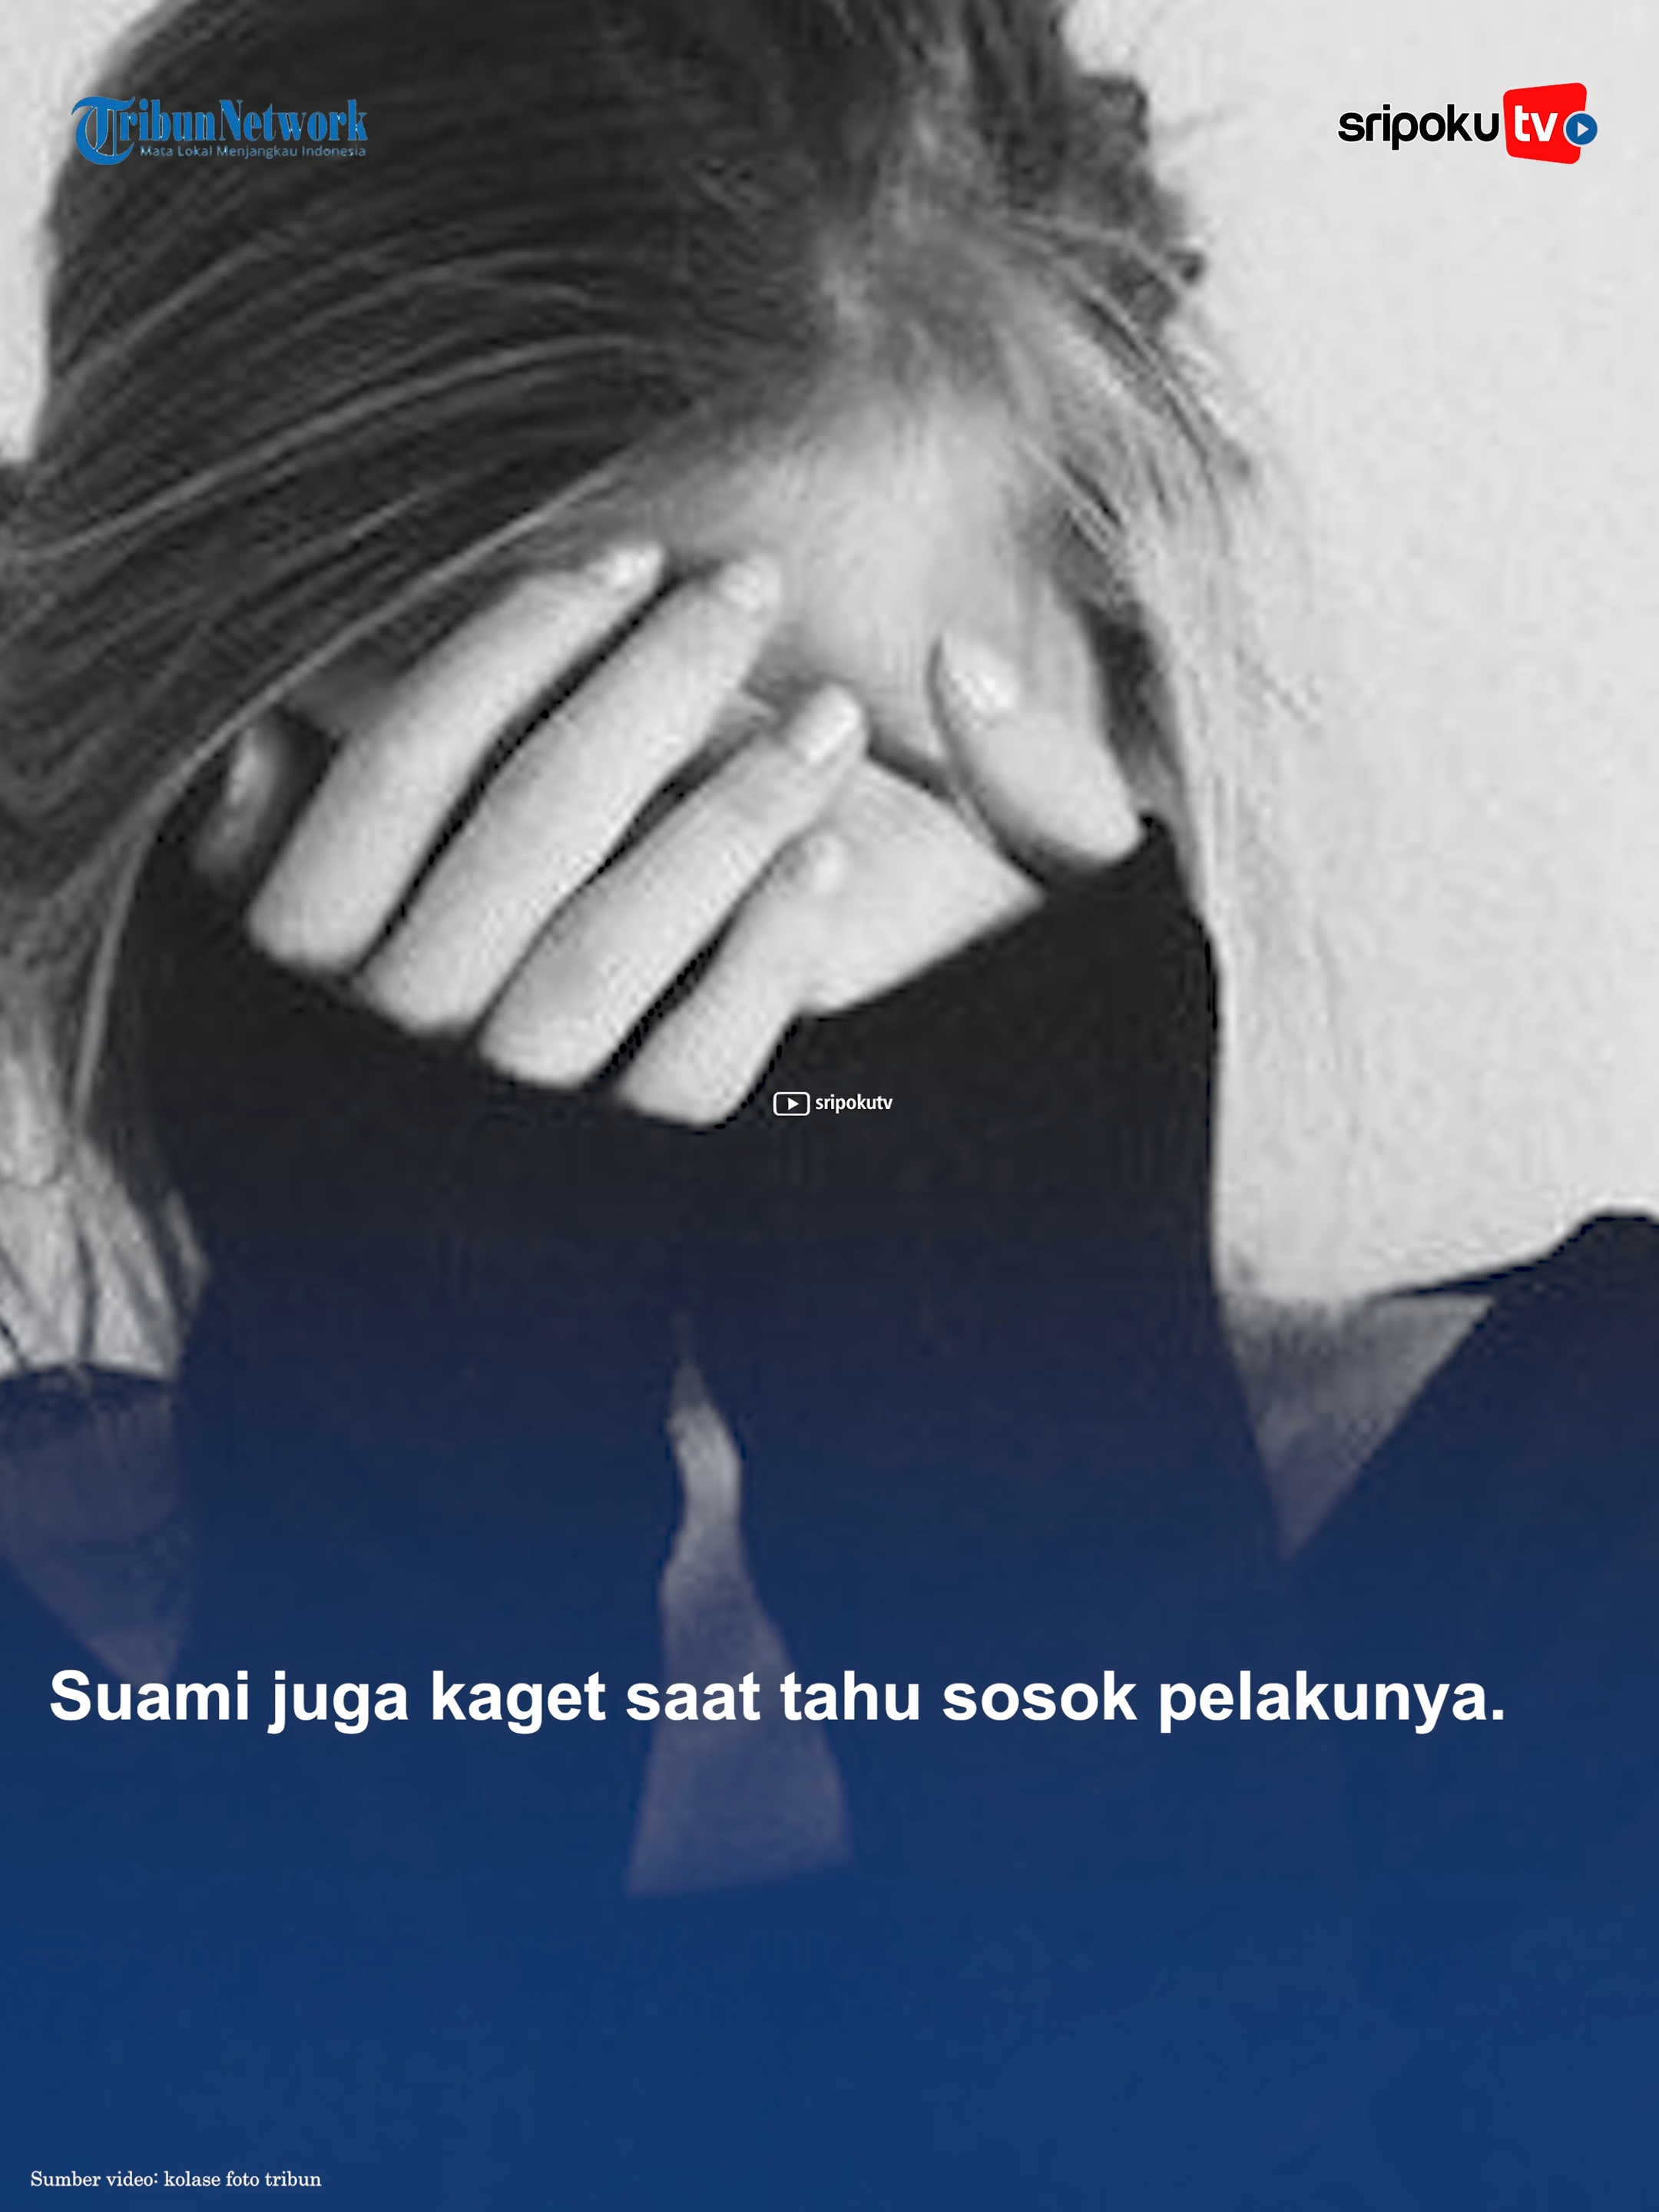 TribunNetwork
Mata Lokal Menjangkau Indonesia
sripoku tv
sripokutv
Suami juga kaget saat tahu sosok pelakunya.
Sumber video: kolase foto tribun